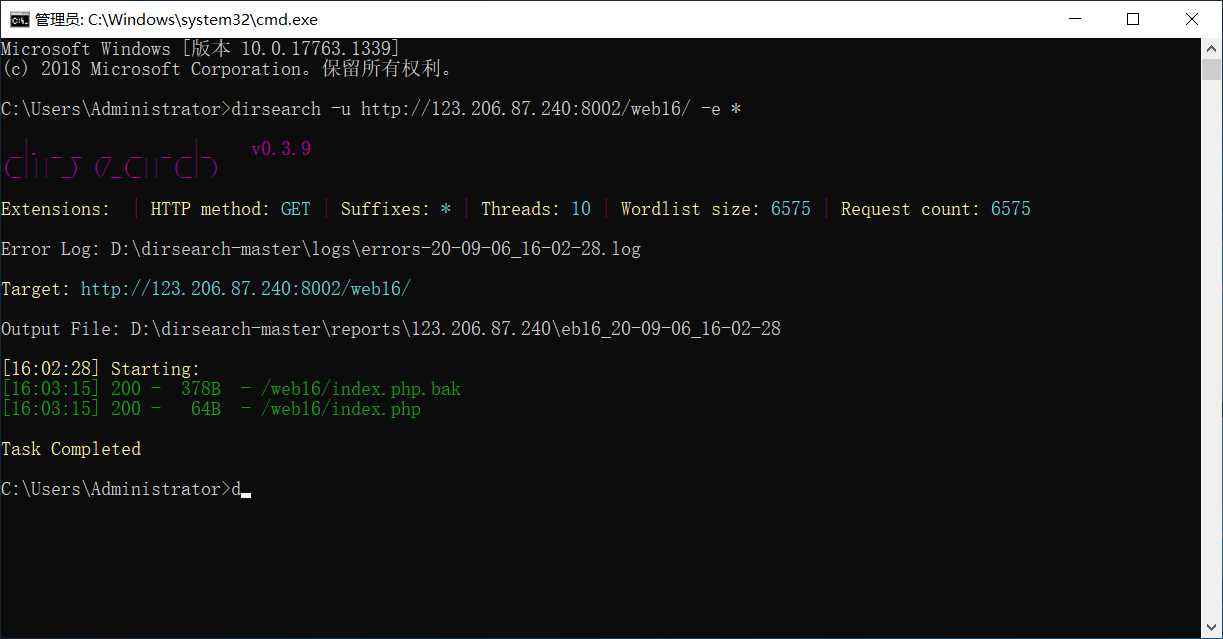 管理员: C:\Windows\system32\cmd.exe
Microsoft Windows [版本 10.0.17763.1339]
(c) 2018 Microsoft Corporation。保留所有权利。
C:\Users\Administrator>dirsearch -u http://123.206.87.240:8002/web16/ -e *
v0.3.9
Extensions:  | HTTP method: GET | Suffixes: * | Threads: 10 | Wordlist size: 6575 | Request count: 6575
Error Log: D:\dirsearch-master\logs\errors-20-09-06_16-02-28.log
Target: http://123.206.87.240:8002/web16/
Output File: D:\dirsearch-master\reports\123.206.87.240\eb16_20-09-06_16-02-28
[16:02:28] Starting:
[16:03:15] 200 -  378B  - /web16/index.php.bak
[16:03:15] 200 -   64B  - /web16/index.php
Task Completed
C:\Users\Administrator>d